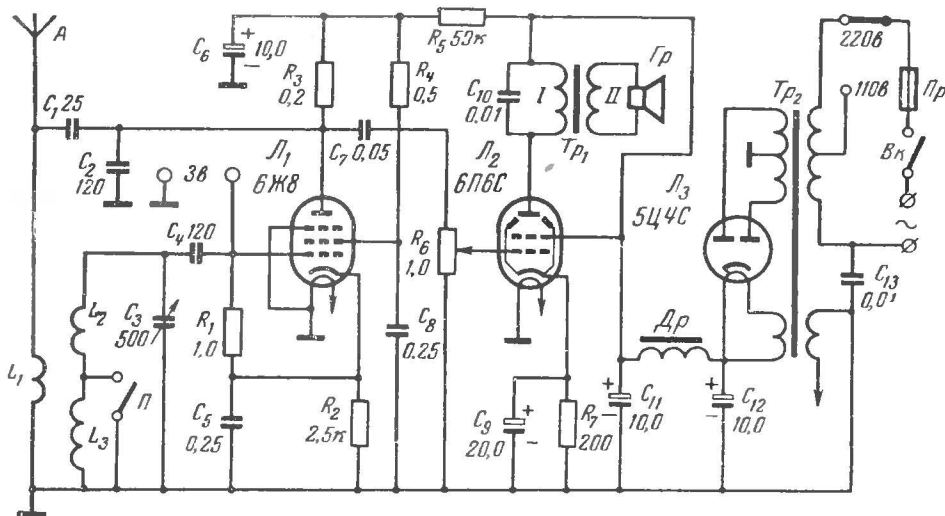 A
C₁ 25
C₂
120
C₆
10,0
R₃
0,2
R₄
0,5
R₅
C₁₀
0,01
I
II
Гр
Тр₁
220в
110в
Пр
Вк
~
Тр₂
C₇ 0,05
Л₁
6Ж8
Зв
C₄ 120
C₃
500
L₂
L₁
L₃
П
R₁
1,0
C₅
0,25
R₂
2,5к
C₈
0,25
R₆
1,0
Л₂
6П6С
Л₃
5Ц4С
C₉
20,0
R₇
200
Др
C₁₁
10,0
C₁₂
10,0
C₁₃
0,01